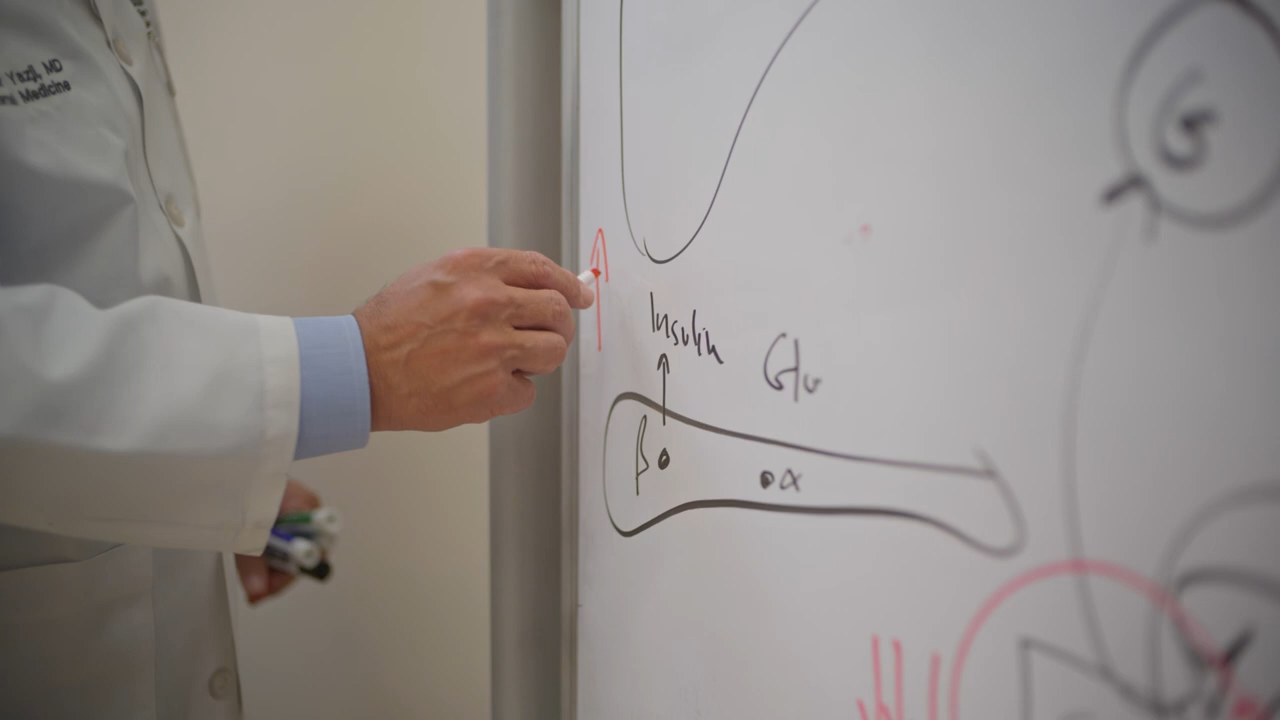 Yazji, MD
Medicine
G
Insulin
Glu
β
α